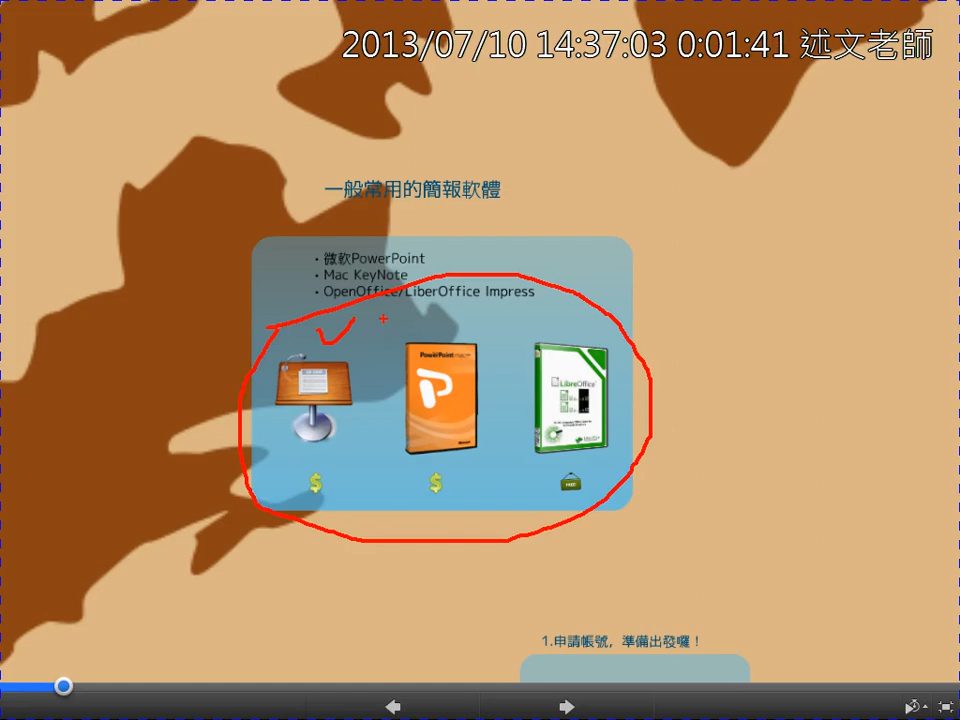 2013/07/10 14:37:03 0:01:41 述文老師
一般常用的簡報軟體
• 微軟PowerPoint
• Mac KeyNote
• OpenOffice/LiberOffice Impress
PowerPoint
LibreOffice
$
$
FREE!
1.申請帳號，準備出發囉！